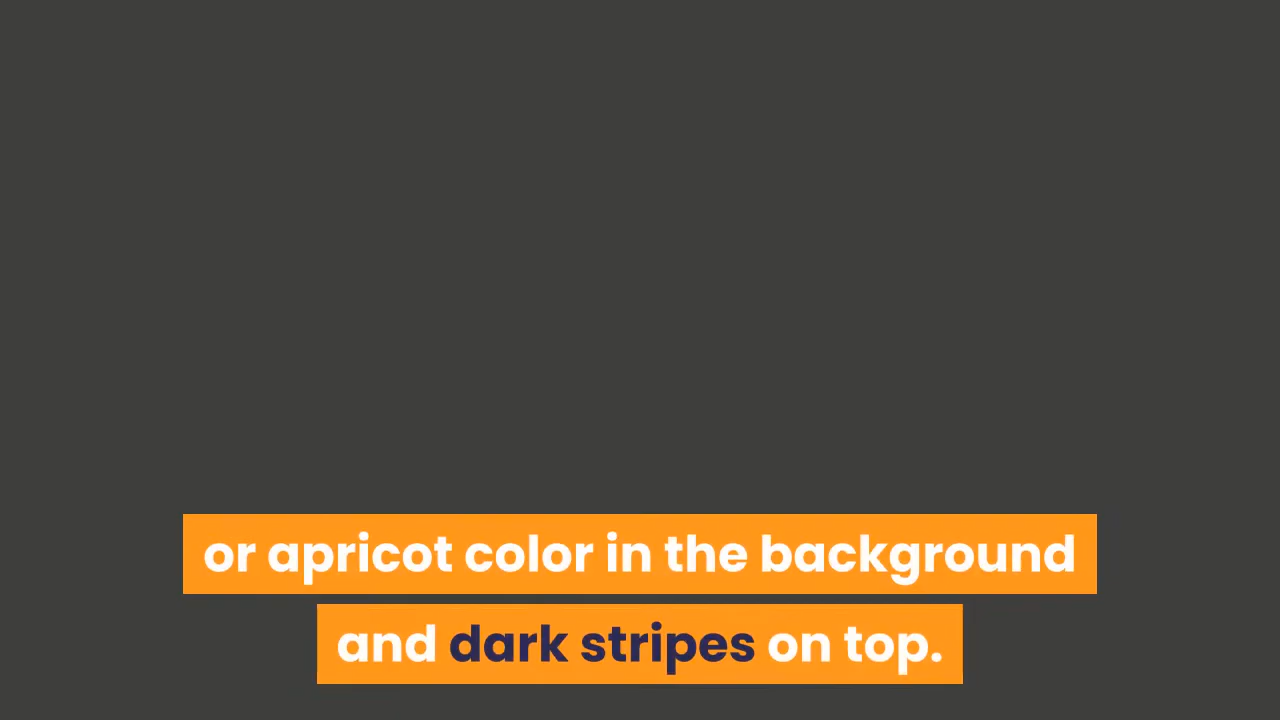 or apricot color in the background
and dark stripes on top.